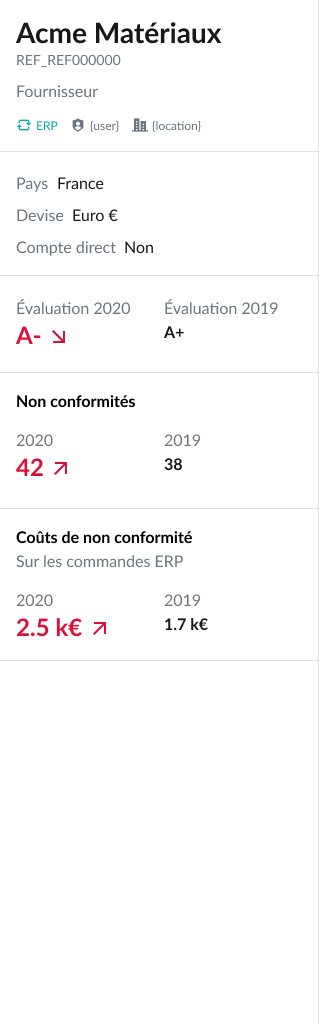 Acme Matériaux
REF_REF000000
Fournisseur
ERP {user} {location}
Pays France
Devise Euro €
Compte direct Non
Évaluation 2020 Évaluation 2019
A- A+
Non conformités
2020 2019
42 38
Coûts de non conformité
Sur les commandes ERP
2020 2019
2.5 k€ 1.7 k€